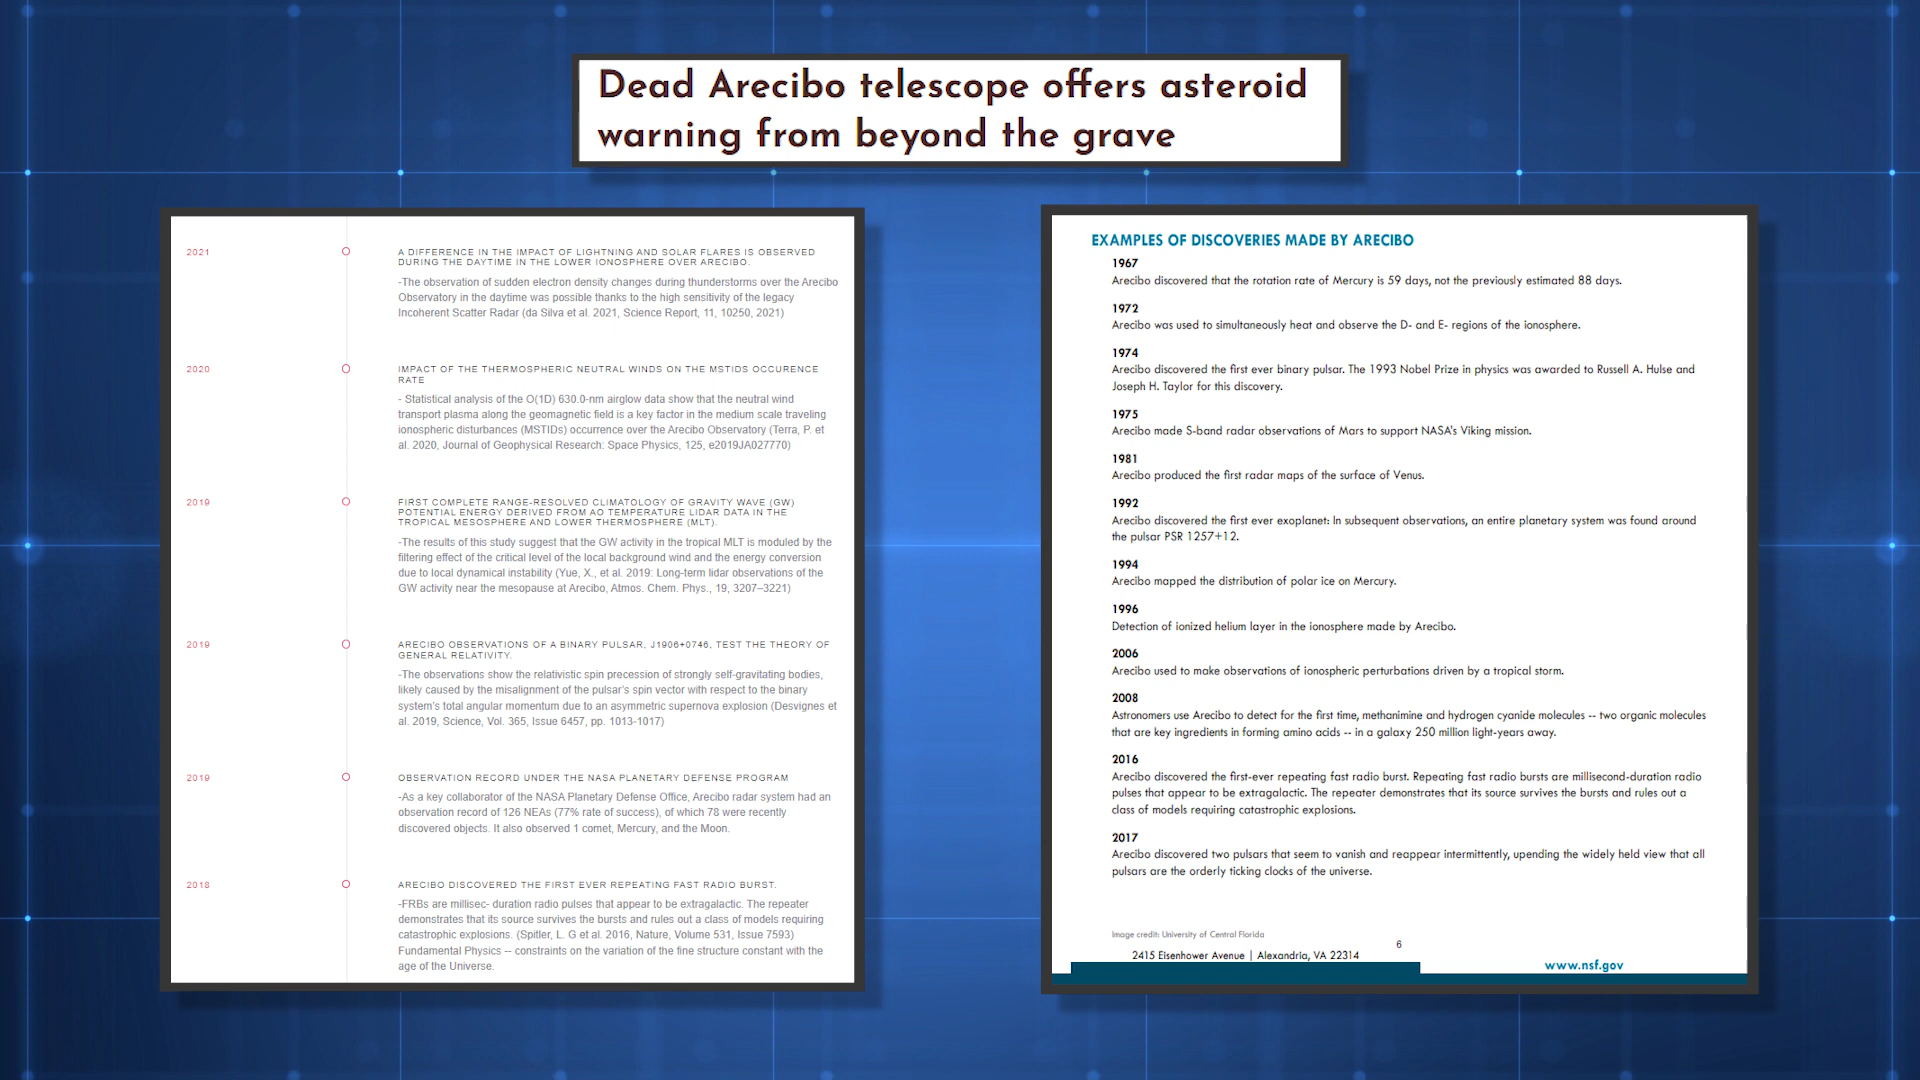 Dead Arecibo telescope offers asteroid
warning from beyond the grave
2021
A DIFFERENCE IN THE IMPACT OF LIGHTNING AND SOLAR FLARES IS OBSERVED
DURING THE DAYTIME IN THE LOWER IONOSPHERE OVER ARECIBO.
-The observation of sudden electron density changes during thunderstorms over the Arecibo
Observatory in the daytime was possible thanks to the high sensitivity of the legacy
Incoherent Scatter Radar (da Silva et al. 2021, Science Report, 11, 10250, 2021)
2020
IMPACT OF THE THERMOSPHERIC NEUTRAL WINDS ON THE MSTIDS OCCURENCE
RATE
- Statistical analysis of the O(1D) 630.0-nm airglow data show that the neutral wind
transport plasma along the geomagnetic field is a key factor in the medium scale traveling
ionospheric disturbances (MSTIDs) occurrence over the Arecibo Observatory (Terra, P. et
al. 2020, Journal of Geophysical Research: Space Physics, 125, e2019JA027770)
2019
FIRST COMPLETE RANGE-RESOLVED CLIMATOLOGY OF GRAVITY WAVE (GW)
POTENTIAL ENERGY DERIVED FROM AO TEMPERATURE LIDAR DATA IN THE
TROPICAL MESOSPHERE AND LOWER THERMOSPHERE (MLT).
-The results of this study suggest that the GW activity in the tropical MLT is moduled by the
filtering effect of the critical level of the local background wind and the energy conversion
due to local dynamical instability (Yue, X., et al. 2019: Long-term lidar observations of the
GW activity near the mesopause at Arecibo, Atmos. Chem. Phys., 19, 3207–3221)
2019
ARECIBO OBSERVATIONS OF A BINARY PULSAR, J1906+0746, TEST THE THEORY OF
GENERAL RELATIVITY.
-The observations show the relativistic spin precession of strongly self-gravitating bodies,
likely caused by the misalignment of the pulsar's spin vector with respect to the binary
system's total angular momentum due to an asymmetric supernova explosion (Desvignes et
al. 2019, Science, Vol. 365, Issue 6457, pp. 1013-1017)
2019
OBSERVATION RECORD UNDER THE NASA PLANETARY DEFENSE PROGRAM
-As a key collaborator of the NASA Planetary Defense Office, Arecibo radar system had an
observation record of 126 NEAs (77% rate of success), of which 78 were recently
discovered objects. It also observed 1 comet, Mercury, and the Moon.
2018
ARECIBO DISCOVERED THE FIRST EVER REPEATING FAST RADIO BURST.
-FRBs are millisec- duration radio pulses that appear to be extragalactic. The repeater
demonstrates that its source survives the bursts and rules out a class of models requiring
catastrophic explosions. (Spitler, L. G et al. 2016, Nature, Volume 531, Issue 7593)
Fundamental Physics -- constraints on the variation of the fine structure constant with the
age of the Universe.
EXAMPLES OF DISCOVERIES MADE BY ARECIBO
1967
Arecibo discovered that the rotation rate of Mercury is 59 days, not the previously estimated 88 days.
1972
Arecibo was used to simultaneously heat and observe the D- and E- regions of the ionosphere.
1974
Arecibo discovered the first ever binary pulsar. The 1993 Nobel Prize in physics was awarded to Russell A. Hulse and
Joseph H. Taylor for this discovery.
1975
Arecibo made S-band radar observations of Mars to support NASA's Viking mission.
1981
Arecibo produced the first radar maps of the surface of Venus.
1992
Arecibo discovered the first ever exoplanet: In subsequent observations, an entire planetary system was found around
the pulsar PSR 1257+12.
1994
Arecibo mapped the distribution of polar ice on Mercury.
1996
Detection of ionized helium layer in the ionosphere made by Arecibo.
2006
Arecibo used to make observations of ionospheric perturbations driven by a tropical storm.
2008
Astronomers use Arecibo to detect for the first time, methanimine and hydrogen cyanide molecules -- two organic molecules
that are key ingredients in forming amino acids -- in a galaxy 250 million light-years away.
2016
Arecibo discovered the first-ever repeating fast radio burst. Repeating fast radio bursts are millisecond-duration radio
pulses that appear to be extragalactic. The repeater demonstrates that its source survives the bursts and rules out a
class of models requiring catastrophic explosions.
2017
Arecibo discovered two pulsars that seem to vanish and reappear intermittently, upending the widely held view that all
pulsars are the orderly ticking clocks of the universe.
Image credit: University of Central Florida
6
2415 Eisenhower Avenue | Alexandria, VA 22314
www.nsf.gov